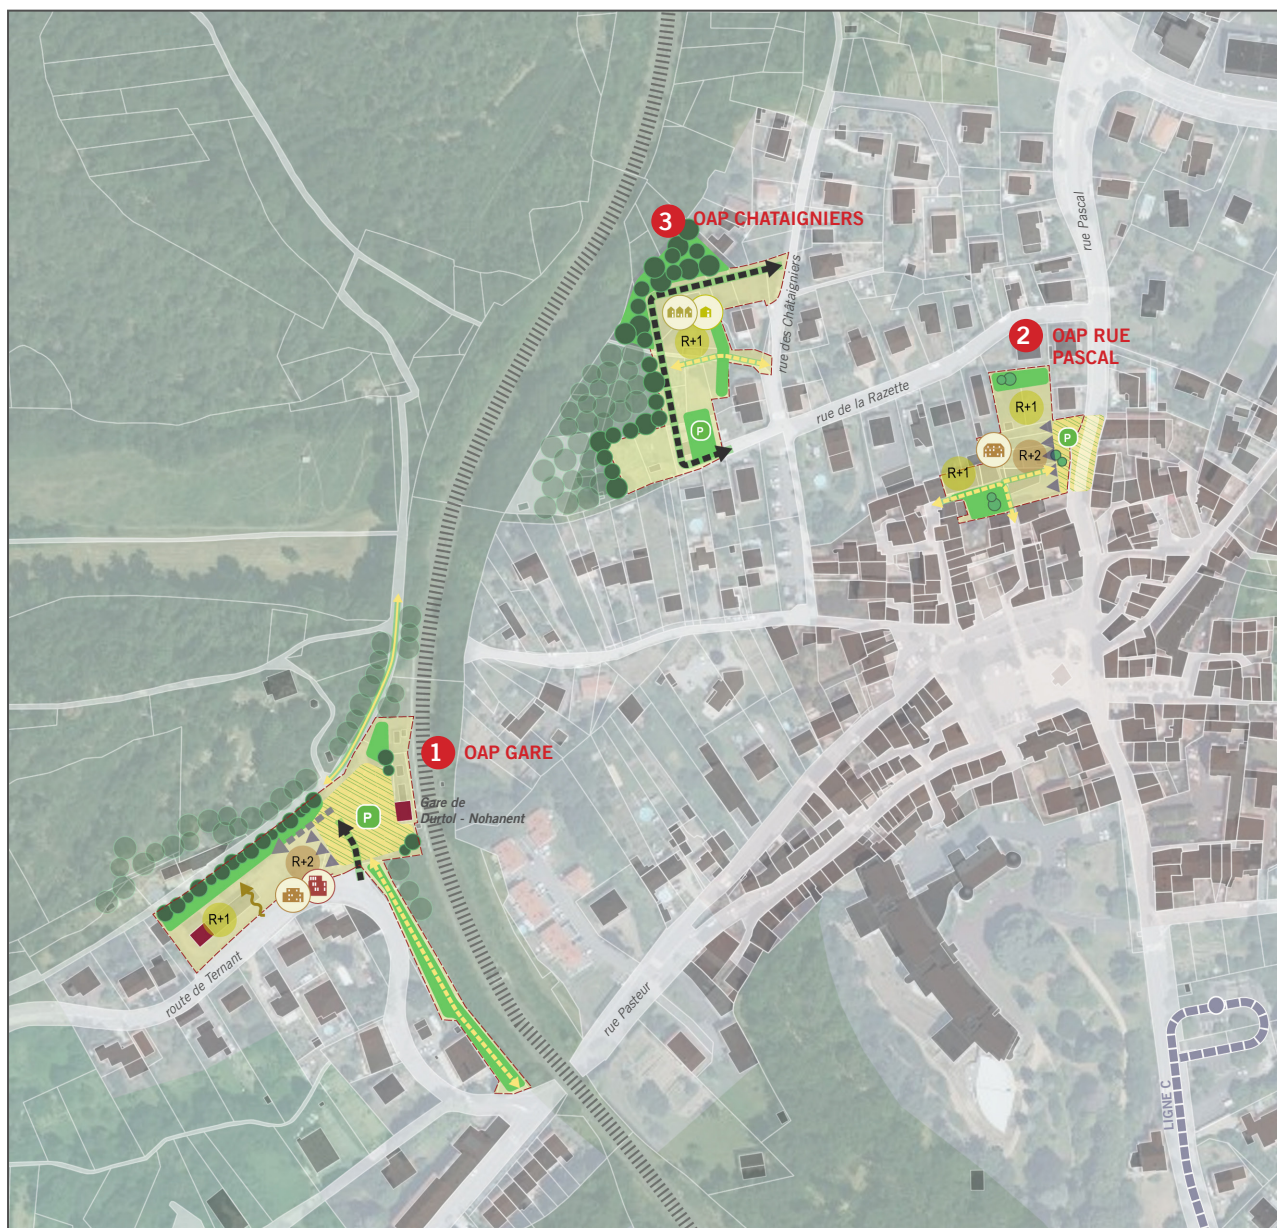 3 OAP CHATAIGNIERS
rue Pascal
rue des Châtaigniers
R+1
P
rue de la Razette
2 OAP RUE
PASCAL
R+1
P
R+2
R+1
1 OAP GARE
Gare de
Durtol - Nohanent
P
R+2
R+1
route de Ternant
rue Pasteur
LIGNE C